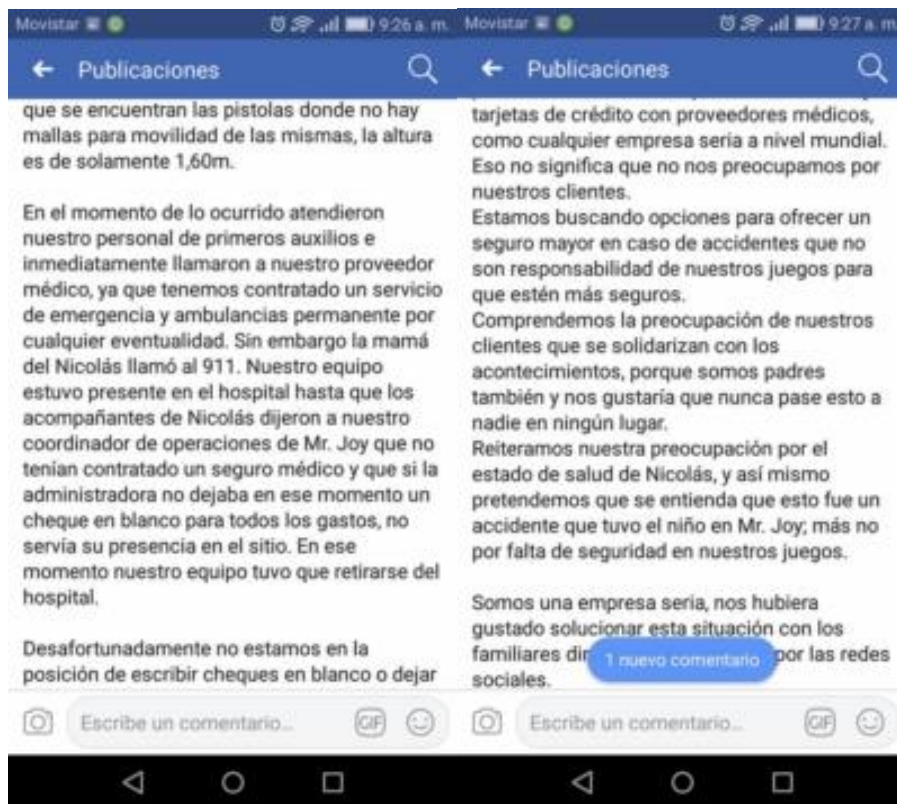 Movistar
9:26 a. m.
Publicaciones
que se encuentran las pistolas donde no hay
mallas para movilidad de las mismas, la altura
es de solamente 1,60m.
En el momento de lo ocurrido atendieron
nuestro personal de primeros auxilios e
inmediatamente llamaron a nuestro proveedor
médico, ya que tenemos contratado un servicio
de emergencia y ambulancias permanente por
cualquier eventualidad. Sin embargo la mamá
del Nicolás llamó al 911. Nuestro equipo
estuvo presente en el hospital hasta que los
acompañantes de Nicolás dijeron a nuestro
coordinador de operaciones de Mr. Joy que no
tenían contratado un seguro médico y que si la
administradora no dejaba en ese momento un
cheque en blanco para todos los gastos, no
servía su presencia en el sitio. En ese
momento nuestro equipo tuvo que retirarse del
hospital.
Desafortunadamente no estamos en la
posición de escribir cheques en blanco o dejar
Escribe un comentario...
GIF
Movistar
9:27 a. m.
Publicaciones
tarjetas de crédito con proveedores médicos,
como cualquier empresa seria a nivel mundial.
Eso no significa que no nos preocupamos por
nuestros clientes.
Estamos buscando opciones para ofrecer un
seguro mayor en caso de accidentes que no
son responsabilidad de nuestros juegos para
que estén más seguros.
Comprendemos la preocupación de nuestros
clientes que se solidarizan con los
acontecimientos, porque somos padres
también y nos gustaría que nunca pase esto a
nadie en ningún lugar.
Reiteramos nuestra preocupación por el
estado de salud de Nicolás, y así mismo
pretendemos que se entienda que esto fue un
accidente que tuvo el niño en Mr. Joy; más no
por falta de seguridad en nuestros juegos.
Somos una empresa seria, nos hubiera
gustado solucionar esta situación con los
familiares por las redes
1 nuevo comentario
sociales.
Escribe un comentario...
GIF